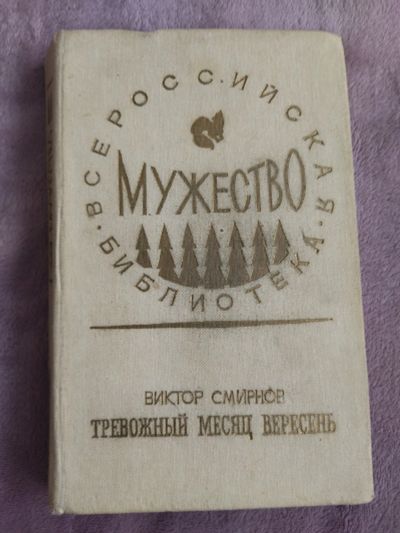 ВСЕРОССИЙСКАЯ
МУЖЕСТВО
·БИБЛИОТЕКА·
ВИКТОР СМИРНОВ
ТРЕВОЖНЫЙ МЕСЯЦ ВЕРЕСЕНЬ